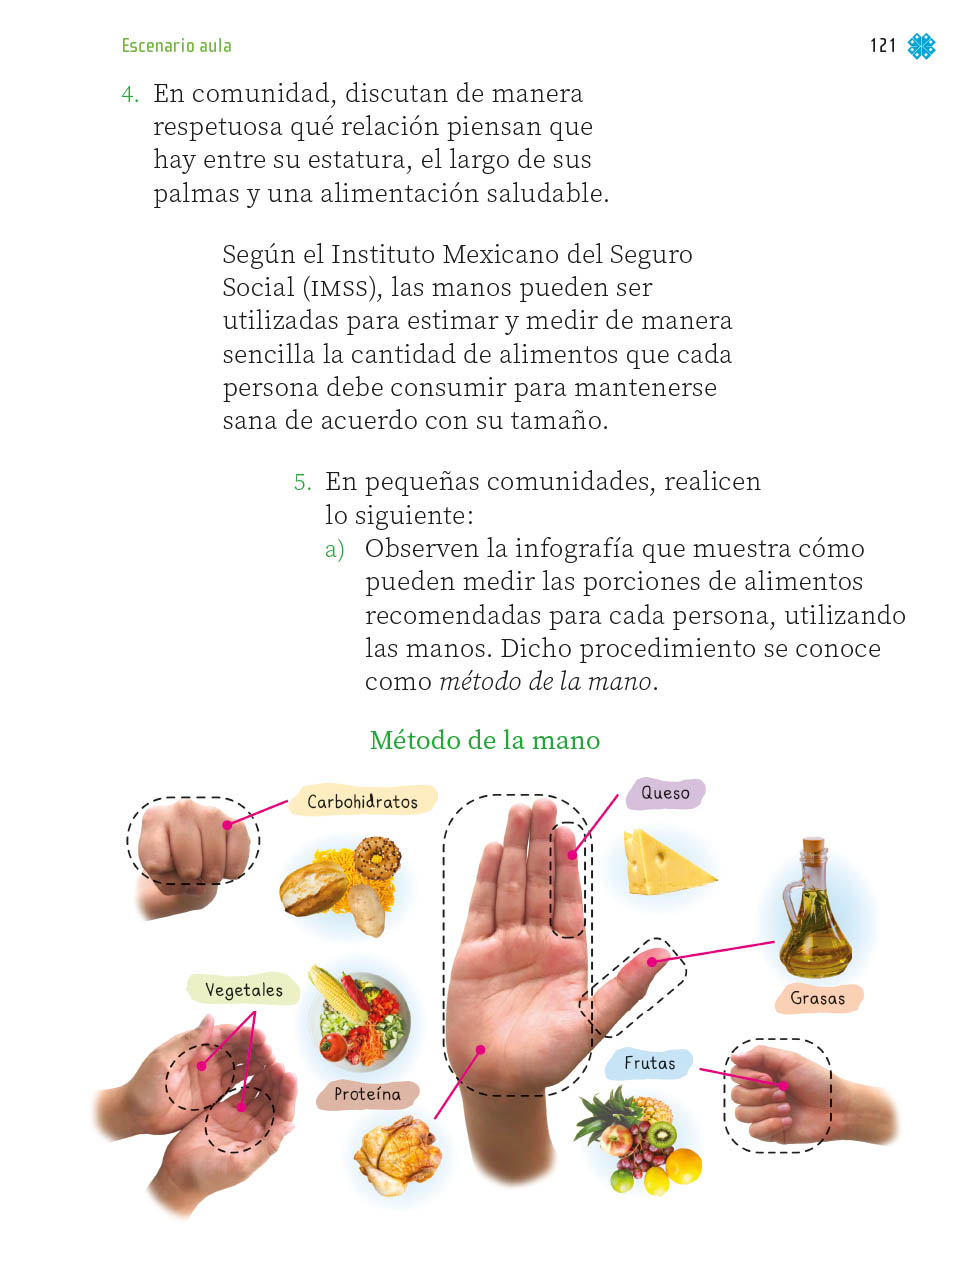 Escenario aula
121
4. En comunidad, discutan de manera
respetuosa qué relación piensan que
hay entre su estatura, el largo de sus
palmas y una alimentación saludable.
Según el Instituto Mexicano del Seguro
Social (IMSS), las manos pueden ser
utilizadas para estimar y medir de manera
sencilla la cantidad de alimentos que cada
persona debe consumir para mantenerse
sana de acuerdo con su tamaño.
5. En pequeñas comunidades, realicen
lo siguiente:
a) Observen la infografía que muestra cómo
pueden medir las porciones de alimentos
recomendadas para cada persona, utilizando
las manos. Dicho procedimiento se conoce
como método de la mano.
Método de la mano
Carbohidratos
Queso
Vegetales
Grasas
Proteína
Frutas